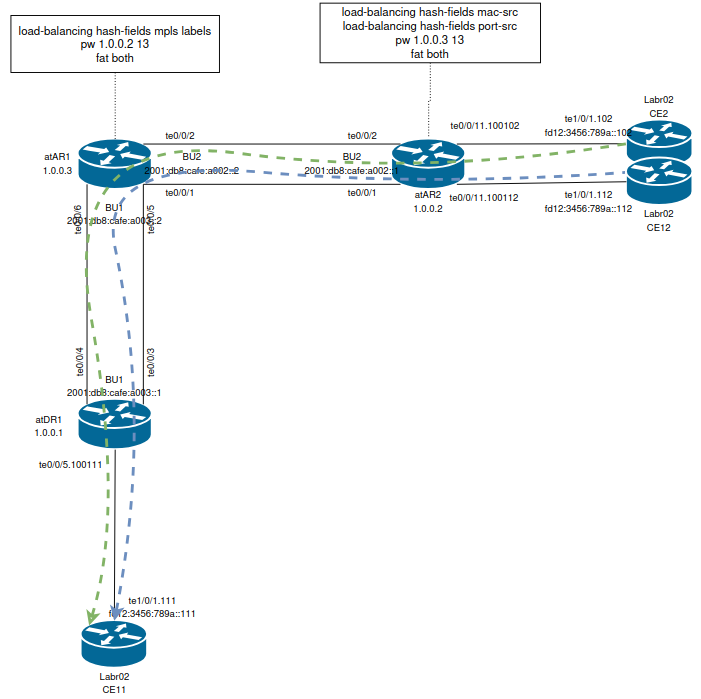 load-balancing hash-fields mpls labels
pw 1.0.0.2 13
fat both
load-balancing hash-fields mac-src
load-balancing hash-fields port-src
pw 1.0.0.3 13
fat both
Labr02
CE2
te1/0/1.102
fd12:3456:789a::102
te0/0/11.100102
te0/0/2
te0/0/2
atAR1
1.0.0.3
BU2
2001:db8:cafe:a002::2
BU2
2001:db8:cafe:a002::1
te0/0/1
te0/0/1
atAR2
1.0.0.2
te0/0/11.100112
te1/0/1.112
fd12:3456:789a::112
Labr02
CE12
te0/0/6
BU1
2001:db8:cafe:a003::2
te0/0/5
te0/0/4
te0/0/3
BU1
2001:db8:cafe:a003::1
atDR1
1.0.0.1
te0/0/5.100111
te1/0/1.111
fd12:3456:789a::111
Labr02
CE11